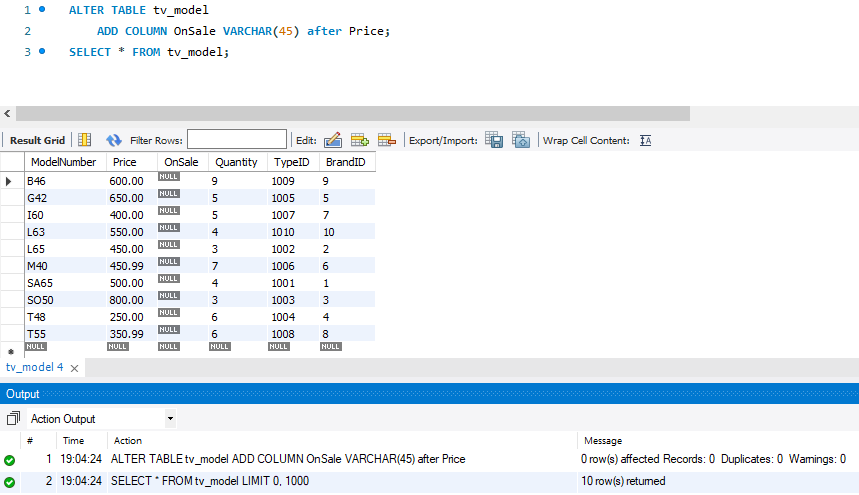 1 ALTER TABLE tv_model
2 ADD COLUMN OnSale VARCHAR(45) after Price;
3 SELECT * FROM tv_model;
Result Grid Filter Rows: Edit: Export/Import: Wrap Cell Content:
ModelNumber Price OnSale Quantity TypeID BrandID
B46 600.00 NULL 9 1009 9
G42 650.00 NULL 5 1005 5
I60 400.00 NULL 5 1007 7
L63 550.00 NULL 4 1010 10
L65 450.00 NULL 3 1002 2
M40 450.99 NULL 7 1006 6
SA65 500.00 NULL 4 1001 1
SO50 800.00 NULL 3 1003 3
T48 250.00 NULL 6 1004 4
T55 350.99 NULL 6 1008 8
* NULL NULL NULL NULL NULL NULL
tv_model 4
Output
Action Output
# Time Action Message
1 19:04:24 ALTER TABLE tv_model ADD COLUMN OnSale VARCHAR(45) after Price 0 row(s) affected Records: 0 Duplicates: 0 Warnings: 0
2 19:04:24 SELECT * FROM tv_model LIMIT 0, 1000 10 row(s) returned